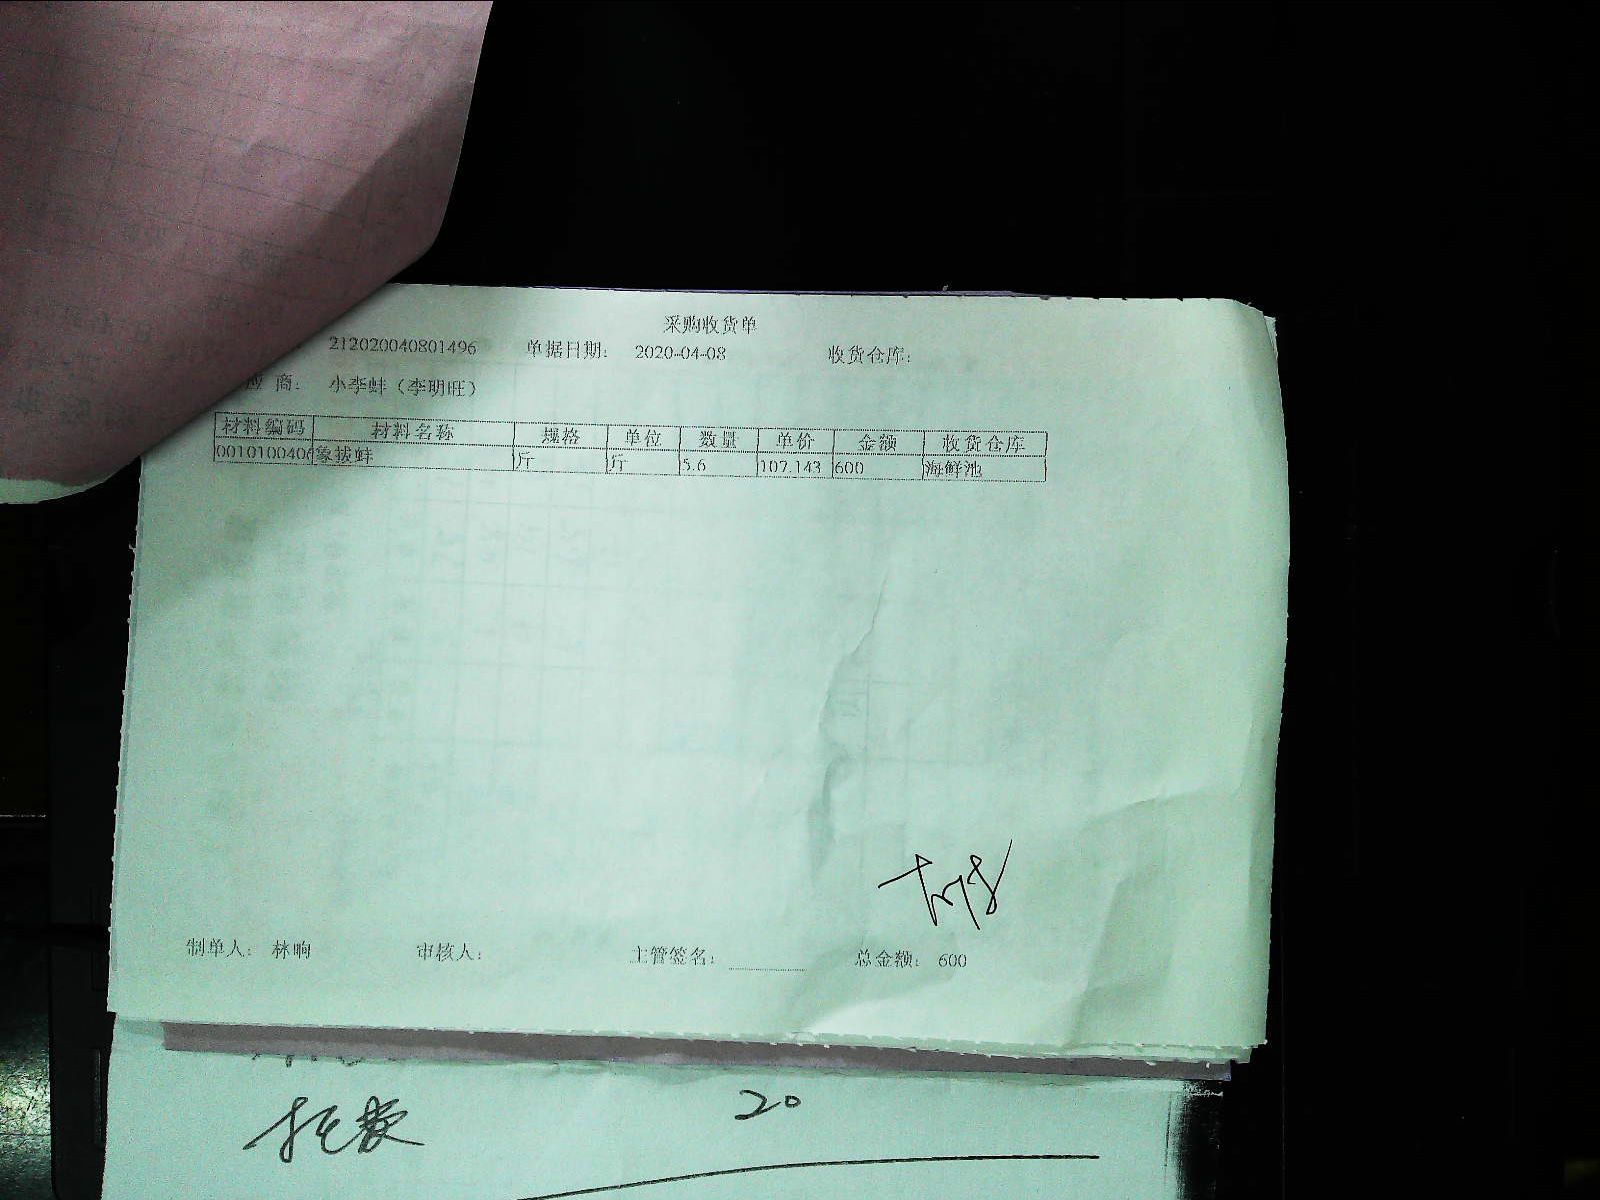 采购收货单
212020040801496 单据日期: 2020-04-08 收货仓库:
应 商: 小李蚌（李明旺）
材料编码 材料名称 规格 单位 数量 单价 金额 收货仓库
0010100406 象拔蚌 斤 斤 5.6 107.143 600 海鲜池
制单人: 林晌 审核人: 主管签名: 总金额: 600
20